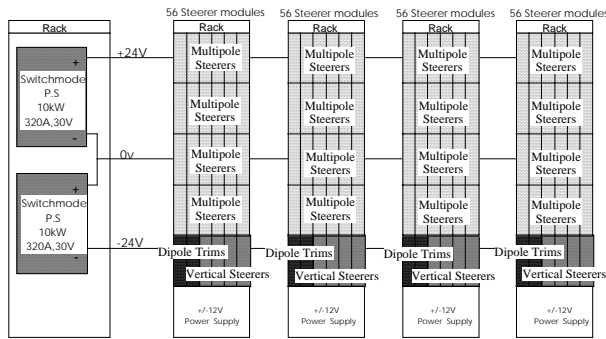 56 Steerer modules 56 Steerer modules 56 Steerer modules 56 Steerer modules
Rack Rack Rack Rack Rack
+24V
Multipole Steerers Multipole Steerers Multipole Steerers Multipole Steerers
+
Switchmode
P.S
10kW
320A,30V
-
Multipole Steerers Multipole Steerers Multipole Steerers Multipole Steerers
0v
Multipole Steerers Multipole Steerers Multipole Steerers Multipole Steerers
+
Switchmode
P.S
10kW
320A,30V
-
Multipole Steerers Multipole Steerers Multipole Steerers Multipole Steerers
-24V
Dipole Trims Dipole Trims Dipole Trims Dipole Trims
Vertical Steerers Vertical Steerers Vertical Steerers Vertical Steerers
+/-12V +/-12V +/-12V +/-12V
Power Supply Power Supply Power Supply Power Supply